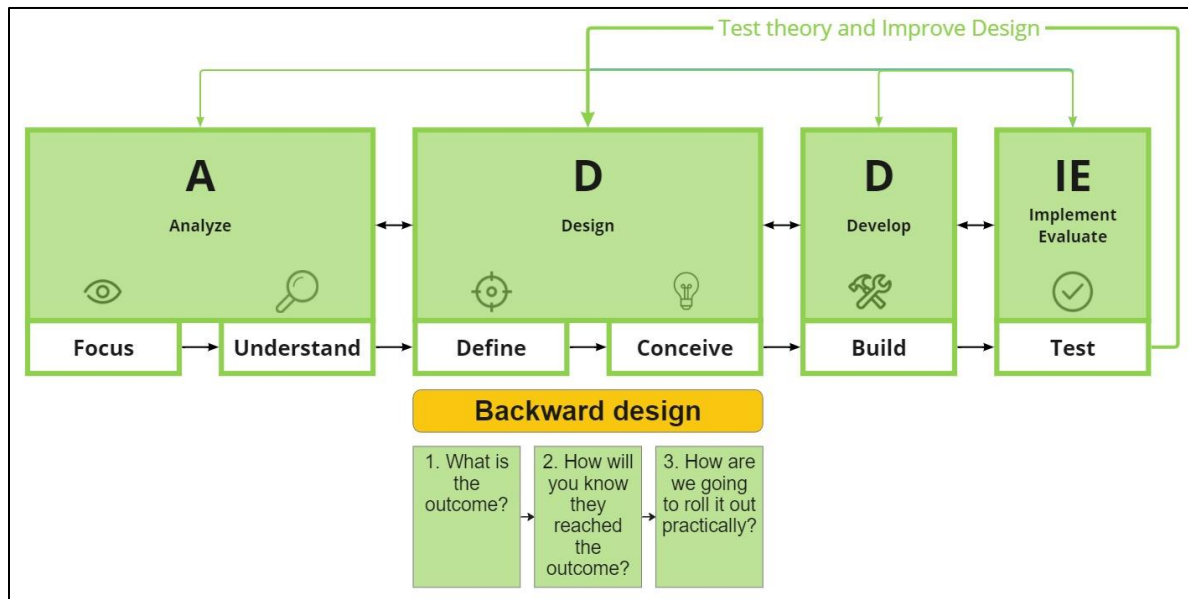 Test theory and Improve Design
A
Analyze
D
Design
D
Develop
IE
Implement
Evaluate
Focus
Understand
Define
Conceive
Build
Test
Backward design
1. What is
the
outcome?
2. How will
you know
they
reached
the
outcome?
3. How are
we going
to roll it out
practically?